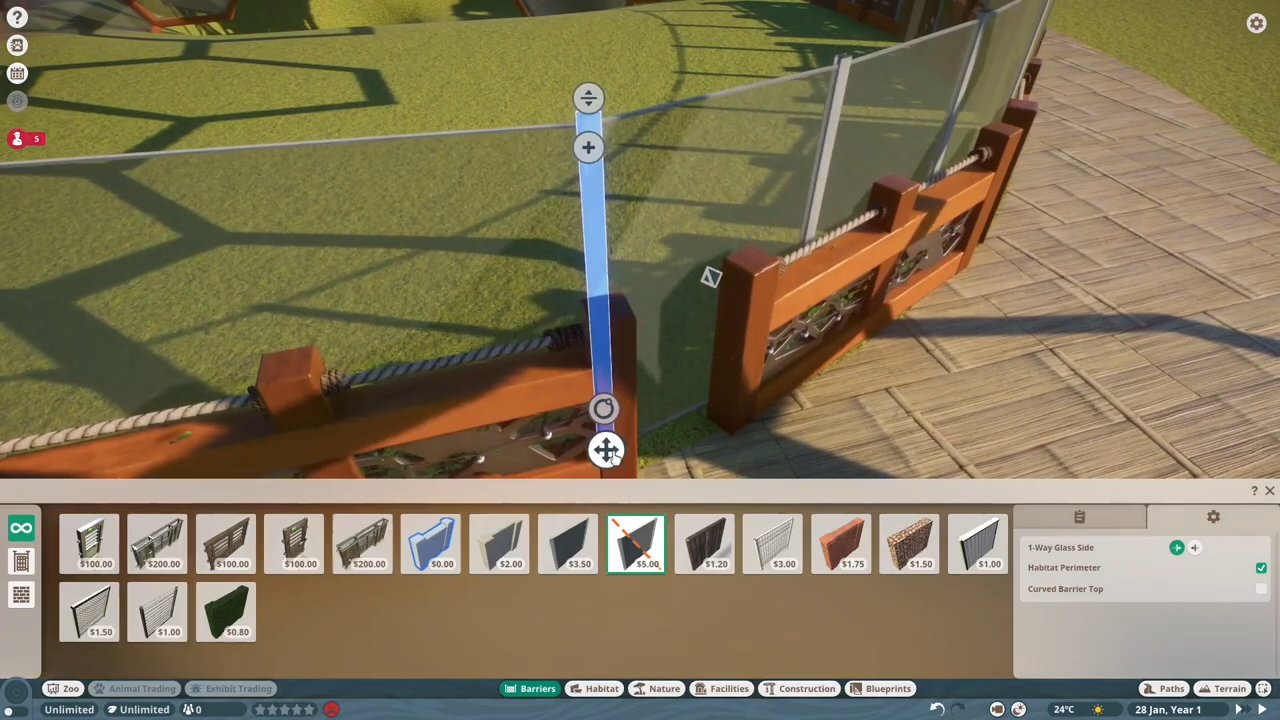 ?
5
? ×
$100.00 $200.00 $100.00 $100.00 $200.00 $0.00 $2.00 $3.50 $5.00 $1.20 $3.00 $1.75 $1.50 $1.00
$1.50 $1.00 $0.80
1-Way Glass Side
Habitat Perimeter
Curved Barrier Top
Zoo Animal Trading Exhibit Trading Barriers Habitat Nature Facilities Construction Blueprints Paths Terrain
Unlimited Unlimited 0 24°C 28 Jan, Year 1